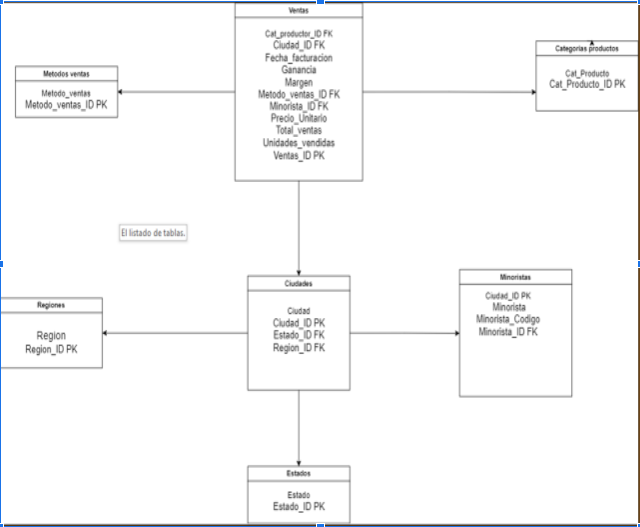 Ventas
Cat_productor_ID FK
Ciudad_ID FK
Fecha_facturacion
Ganancia
Margen
Metodo_ventas_ID FK
Minorista_ID FK
Precio_Unitario
Total_ventas
Unidades_vendidas
Ventas_ID PK
Categorias productos
Cat_Producto
Cat_Producto_ID PK
Metodos ventas
Metodo_ventas
Metodo_ventas_ID PK
El listado de tablas.
Ciudades
Ciudad
Ciudad_ID PK
Estado_ID FK
Region_ID FK
Minoristas
Ciudad_ID PK
Minorista
Minorista_Codigo
Minorista_ID FK
Regiones
Region
Region_ID PK
Estados
Estado
Estado_ID PK